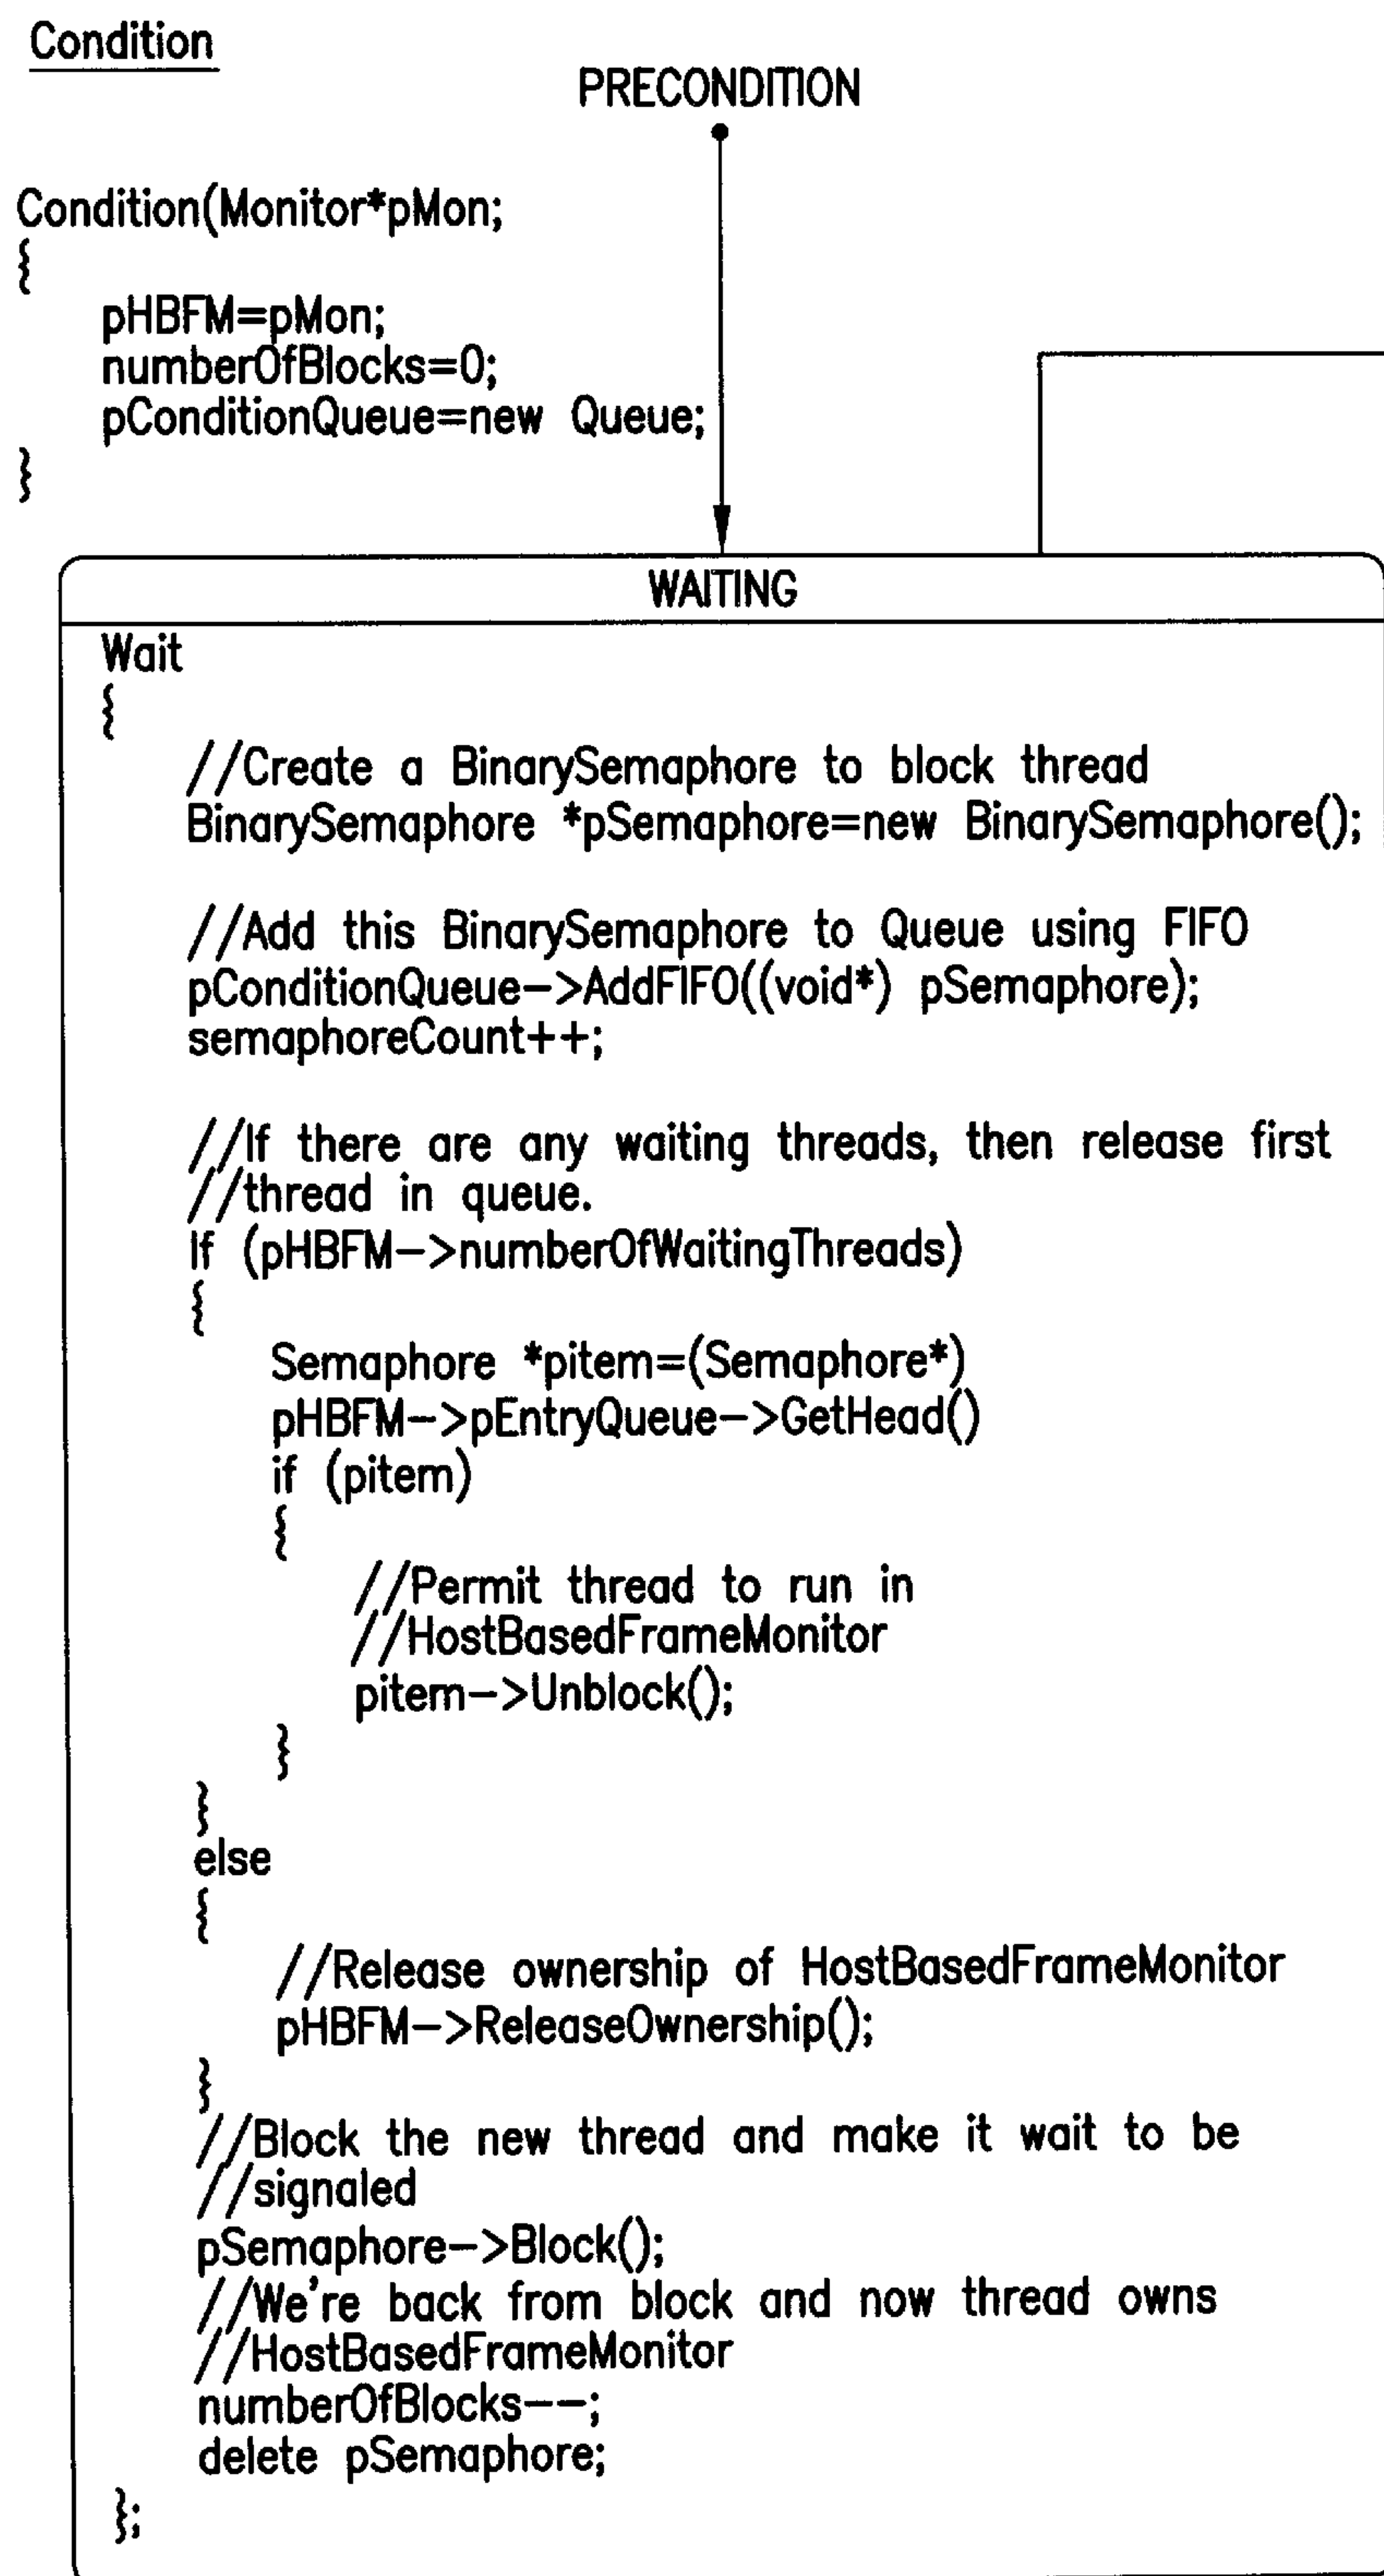 Condition
PRECONDITION
Condition(Monitor*pMon;
{
pHBFM=pMon;
numberOfBlocks=0;
pConditionQueue=new Queue;
}
WAITING
Wait
{
//Create a BinarySemaphore to block thread
BinarySemaphore *pSemaphore=new BinarySemaphore();
//Add this BinarySemaphore to Queue using FIFO
pConditionQueue->AddFIFO((void*) pSemaphore);
semaphoreCount++;
//If there are any waiting threads, then release first
//thread in queue.
If (pHBFM->numberOfWaitingThreads)
{
Semaphore *pitem=(Semaphore*)
pHBFM->pEntryQueue->GetHead()
if (pitem)
{
//Permit thread to run in
//HostBasedFrameMonitor
pitem->Unblock();
}
}
else
{
//Release ownership of HostBasedFrameMonitor
pHBFM->ReleaseOwnership();
}
//Block the new thread and make it wait to be
//signaled
pSemaphore->Block();
//We're back from block and now thread owns
//HostBasedFrameMonitor
numberOfBlocks--;
delete pSemaphore;
};